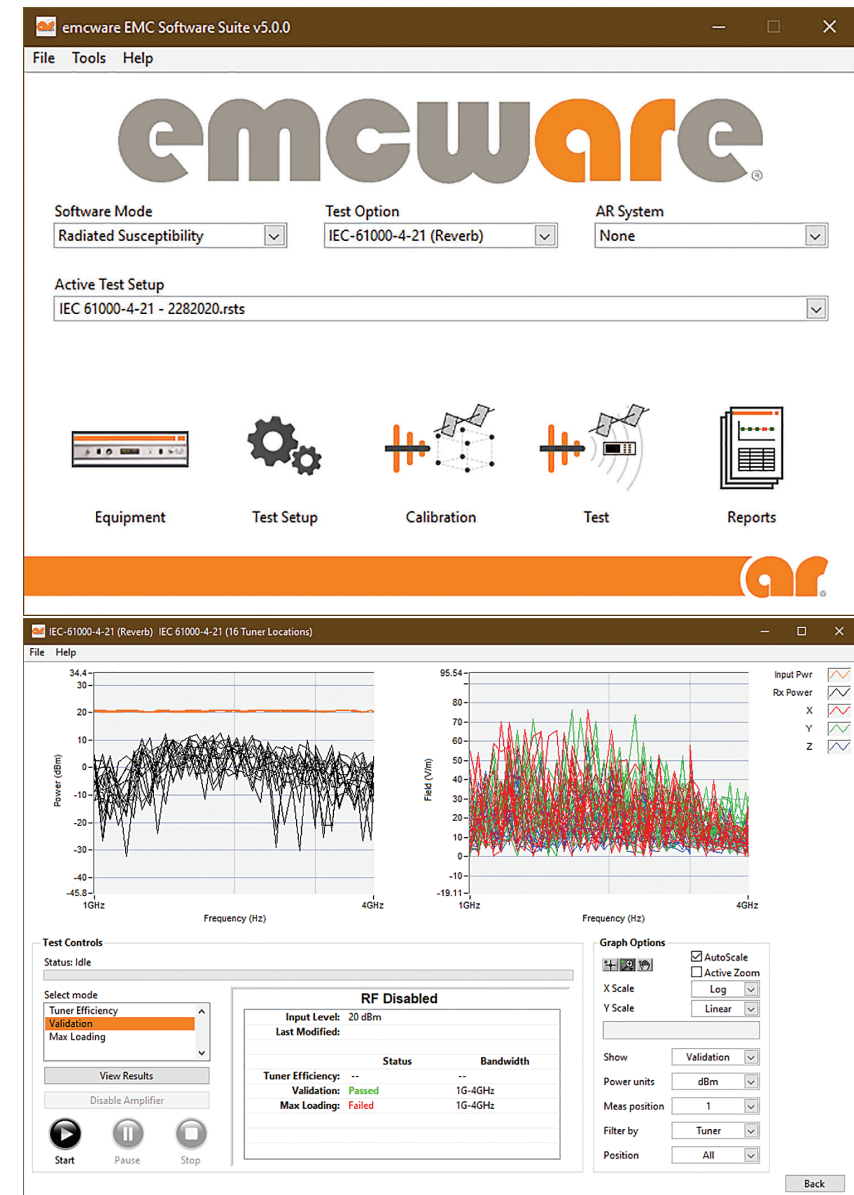 emcware EMC Software Suite v5.0.0
File Tools Help
emcware®
Software Mode Test Option AR System
Radiated Susceptibility IEC-61000-4-21 (Reverb) None
Active Test Setup
IEC 61000-4-21 - 2282020.rsts
Equipment Test Setup Calibration Test Reports
ar
IEC-61000-4-21 (Reverb) IEC 61000-4-21 (16 Tuner Locations)
File Help
34.4
30
20
10
0
-10
-20
-30
-40
-45.8
Power (dBm)
1GHz 4GHz
Frequency (Hz)
95.54
80
70
60
50
40
30
20
10
0
-10
-19.11
Field (V/m)
1GHz 4GHz
Frequency (Hz)
Input Pwr
Rx Power
X
Y
Z
Test Controls
Status: Idle
Select mode
Tuner Efficiency
Validation
Max Loading
View Results
Disable Amplifier
Start Pause Stop
RF Disabled
Input Level: 20 dBm
Last Modified:
Status Bandwidth
Tuner Efficiency: -- --
Validation: Passed 1G-4GHz
Max Loading: Failed 1G-4GHz
Graph Options
AutoScale
Active Zoom
X Scale Log
Y Scale Linear
Show Validation
Power units dBm
Meas position 1
Filter by Tuner
Position All
Back